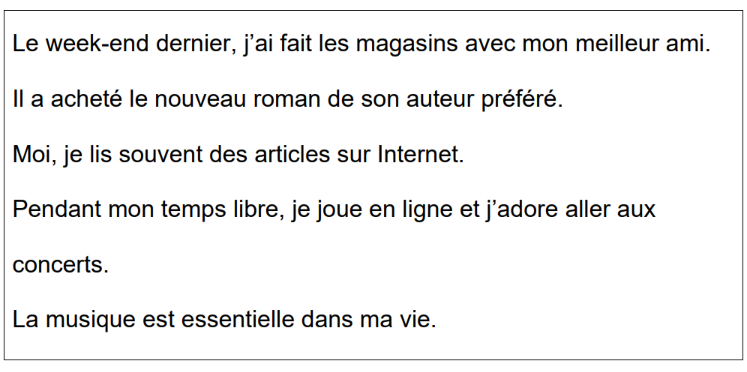 Le week-end dernier, j’ai fait les magasins avec mon meilleur ami.
Il a acheté le nouveau roman de son auteur préféré.
Moi, je lis souvent des articles sur Internet.
Pendant mon temps libre, je joue en ligne et j’adore aller aux
concerts.
La musique est essentielle dans ma vie.